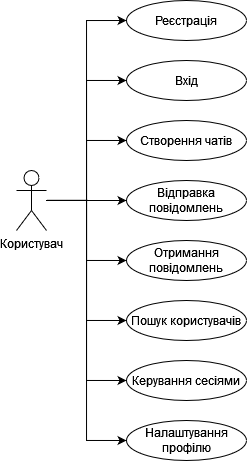 Реєстрація
Вхід
Створення чатів
Відправка
повідомлень
Користувач
Отримання
повідомлень
Пошук користувачів
Керування сесіями
Налаштування
профілю